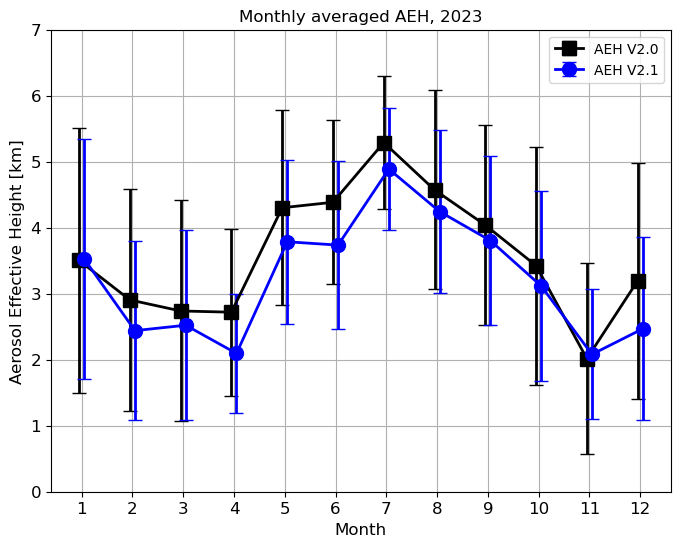 Monthly averaged AEH, 2023
AEH V2.0
AEH V2.1
Aerosol Effective Height [km]
7
6
5
4
3
2
1
0
1 2 3 4 5 6 7 8 9 10 11 12
Month